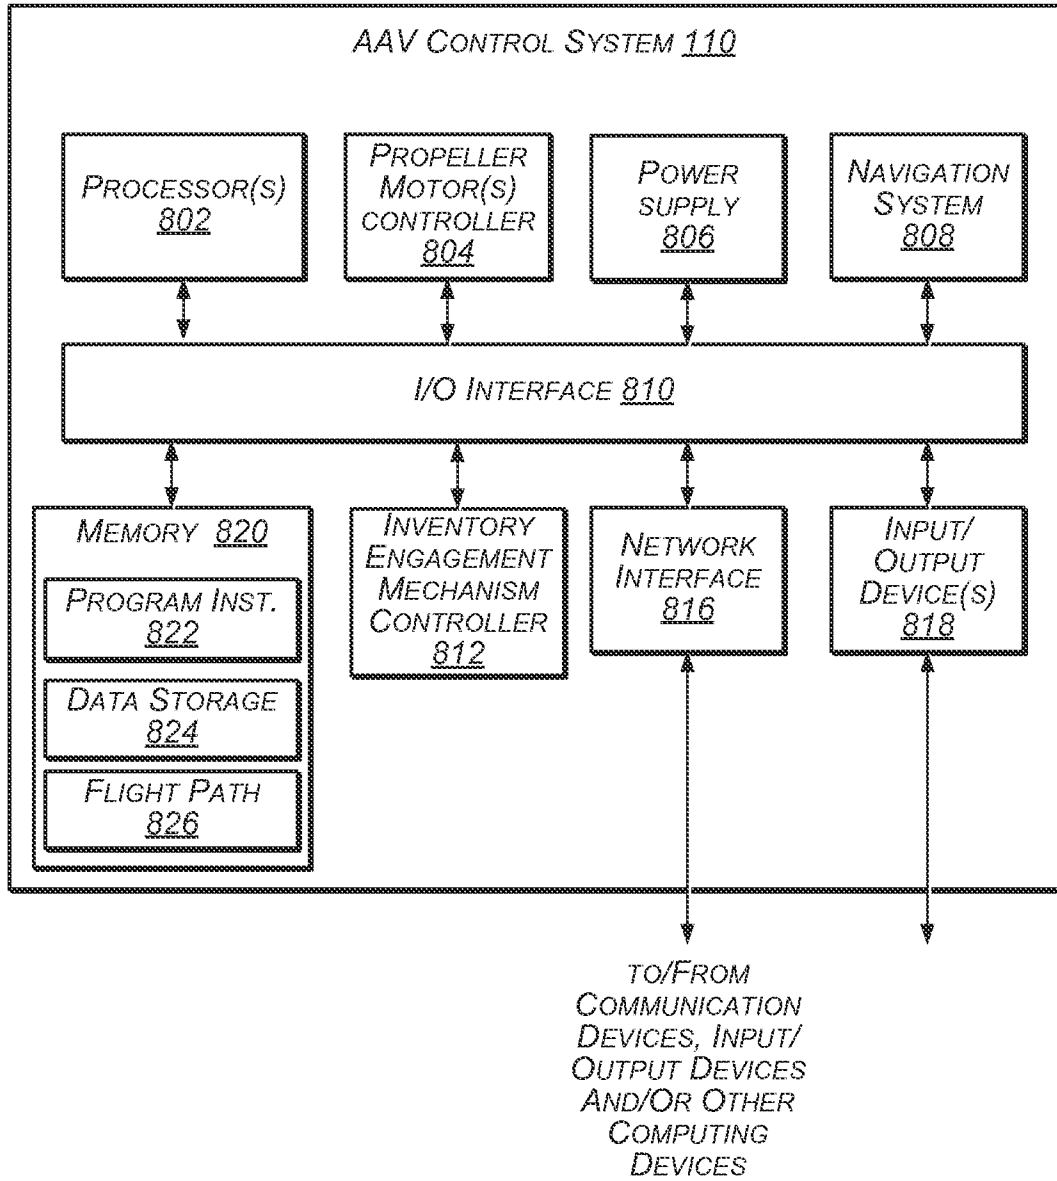 AAV CONTROL SYSTEM 110
PROCESSOR(S)
802
PROPELLER
MOTOR(S)
CONTROLLER
804
POWER
SUPPLY
806
NAVIGATION
SYSTEM
808
I/O INTERFACE 810
MEMORY 820
PROGRAM INST.
822
DATA STORAGE
824
FLIGHT PATH
826
INVENTORY
ENGAGEMENT
MECHANISM
CONTROLLER
812
NETWORK
INTERFACE
816
INPUT/
OUTPUT
DEVICE(S)
818
TO/FROM
COMMUNICATION
DEVICES, INPUT/
OUTPUT DEVICES
AND/OR OTHER
COMPUTING
DEVICES